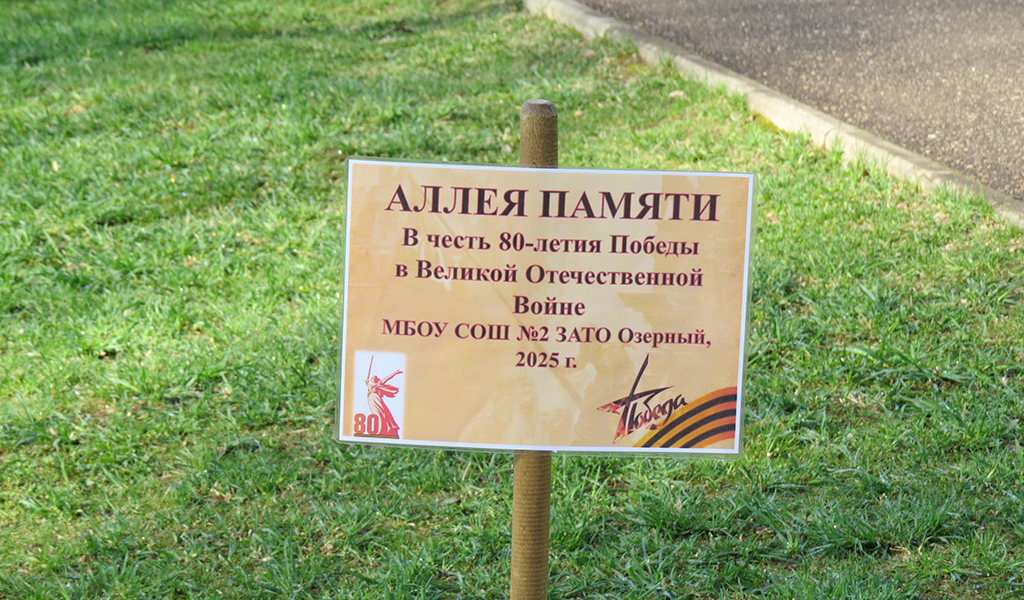 АЛЛЕЯ ПАМЯТИ
В честь 80-летия Победы
в Великой Отечественной
Войне
МБОУ СОШ №2 ЗАТО Озерный,
2025 г.
80
Победа